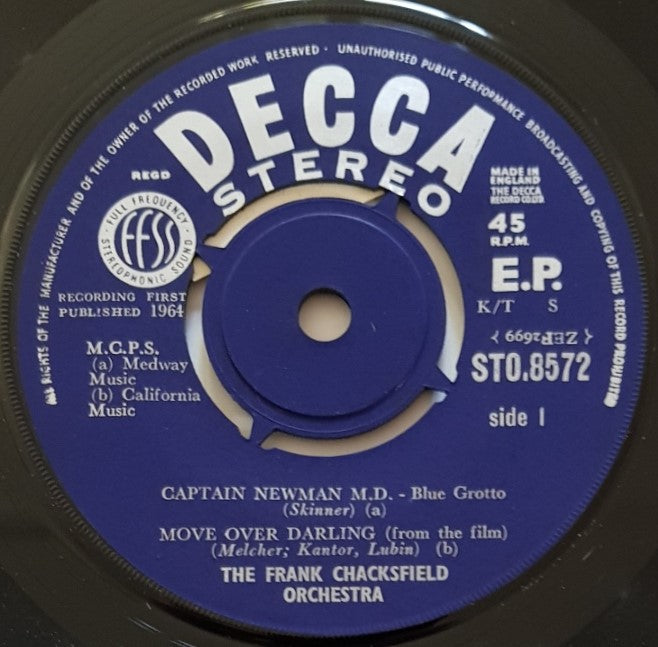 ALL RIGHTS OF THE MANUFACTURER AND OF THE OWNER OF THE RECORDED WORK RESERVED · UNAUTHORISED PUBLIC PERFORMANCE BROADCASTING AND COPYING OF THIS RECORD PROHIBITED
DECCA
STEREO
REGD
FULL FREQUENCY
FFSS
STEREOPHONIC SOUND
MADE IN
ENGLAND
THE DECCA
RECORD CO.LTD.
45
R.P.M.
E.P.
K/T S
RECORDING FIRST
PUBLISHED 1964
M.C.P.S.
(a) Medway
Music
(b) California
Music
(ZEP2699)
STO.8572
side 1
CAPTAIN NEWMAN M.D. - Blue Grotto
(Skinner) (a)
MOVE OVER DARLING (from the film)
(Melcher; Kantor, Lubin) (b)
THE FRANK CHACKSFIELD
ORCHESTRA